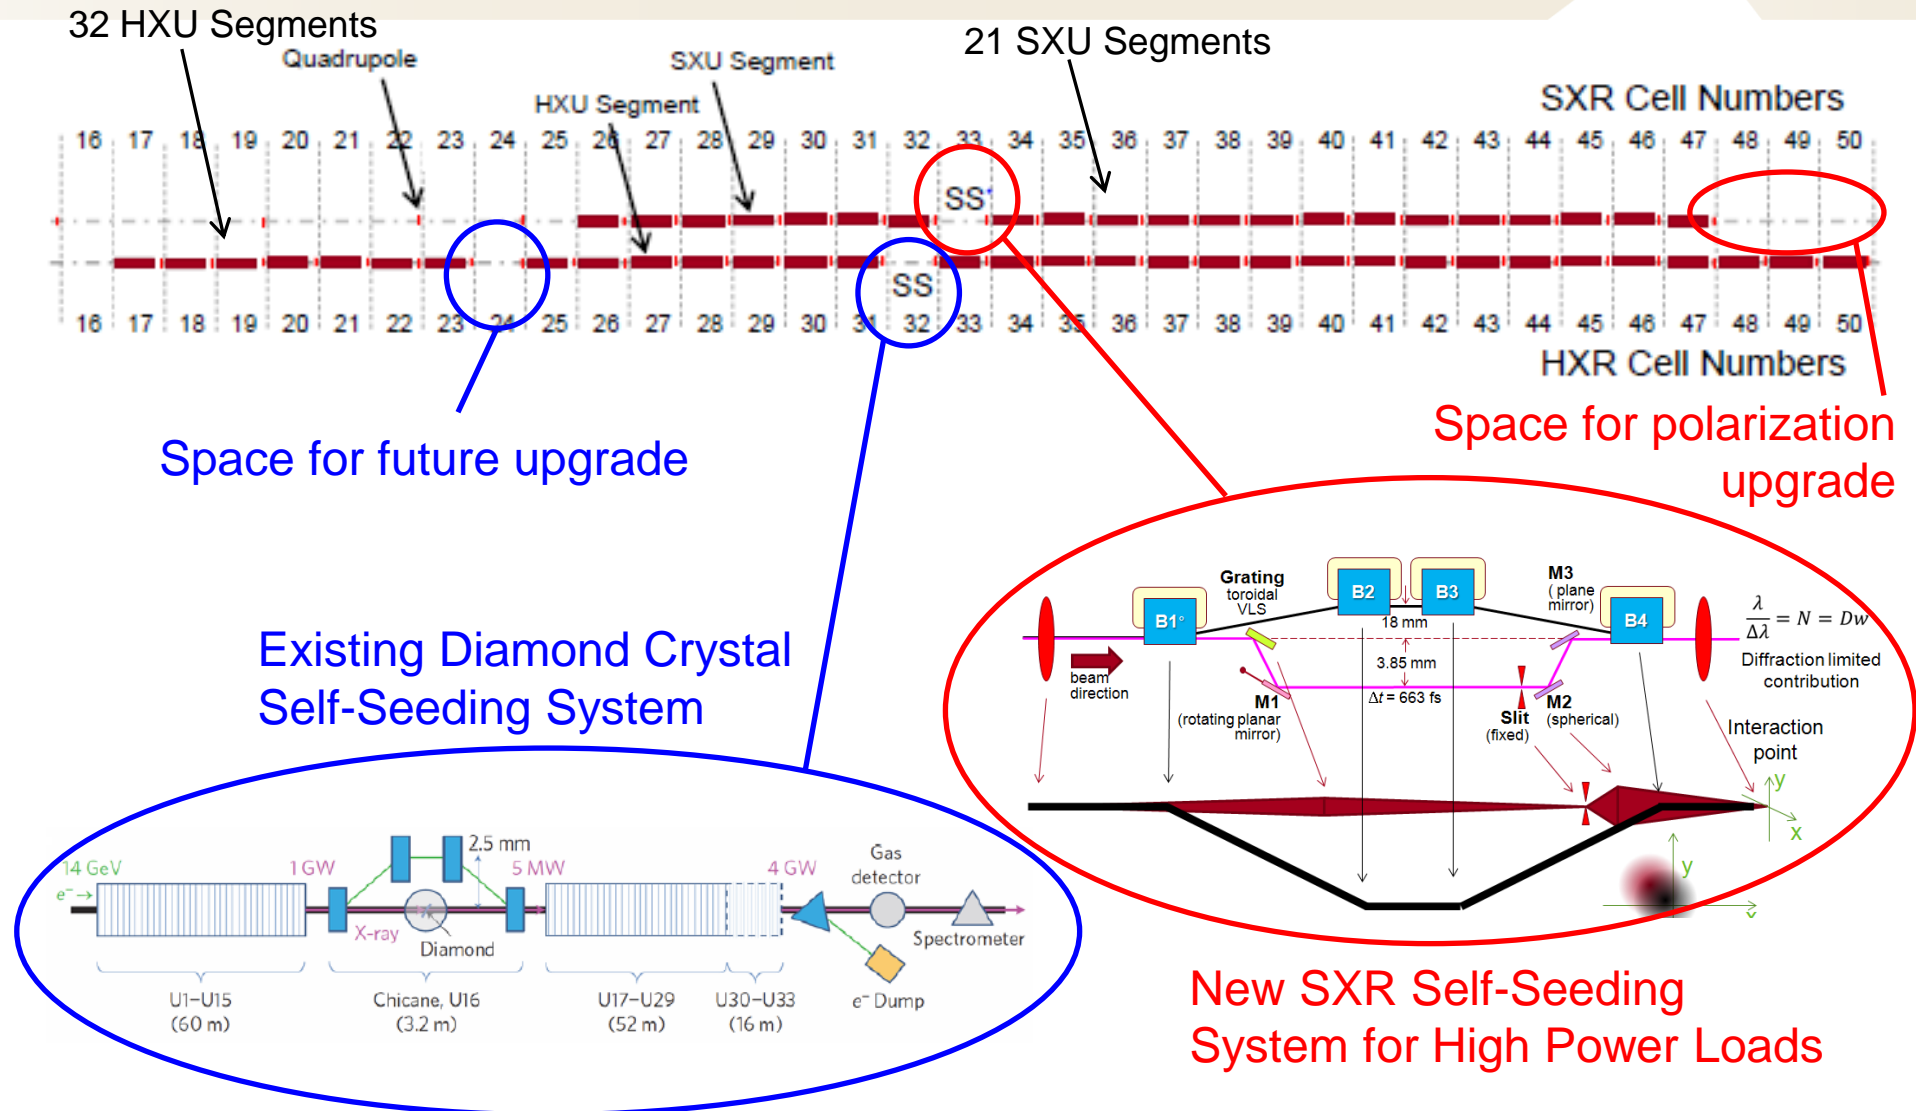 32 HXU Segments
Quadrupole
SXU Segment
21 SXU Segments
HXU Segment
SXR Cell Numbers
16 17 18 19 20 21 22 23 24 25 26 27 28 29 30 31 32 33 34 35 36 37 38 39 40 41 42 43 44 45 46 47 48 49 50
SS
SS
16 17 18 19 20 21 22 23 24 25 26 27 28 29 30 31 32 33 34 35 36 37 38 39 40 41 42 43 44 45 46 47 48 49 50
HXR Cell Numbers
Space for future upgrade
Space for polarization
upgrade
Existing Diamond Crystal
Self-Seeding System
14 GeV
e⁻
1 GW
2.5 mm
5 MW
4 GW
Gas
detector
X-ray
Diamond
Spectrometer
e⁻ Dump
U1–U15
(60 m)
Chicane, U16
(3.2 m)
U17–U29
(52 m)
U30–U33
(16 m)
B1°
Grating
toroidal
VLS
B2
B3
18 mm
M3
( plane
mirror)
B4
λ/Δλ = N = Dw
Diffraction limited
contribution
beam
direction
3.85 mm
Δt = 663 fs
M1
(rotating planar
mirror)
Slit
(fixed)
M2
(spherical)
Interaction
point
y
x
y
New SXR Self-Seeding
System for High Power Loads